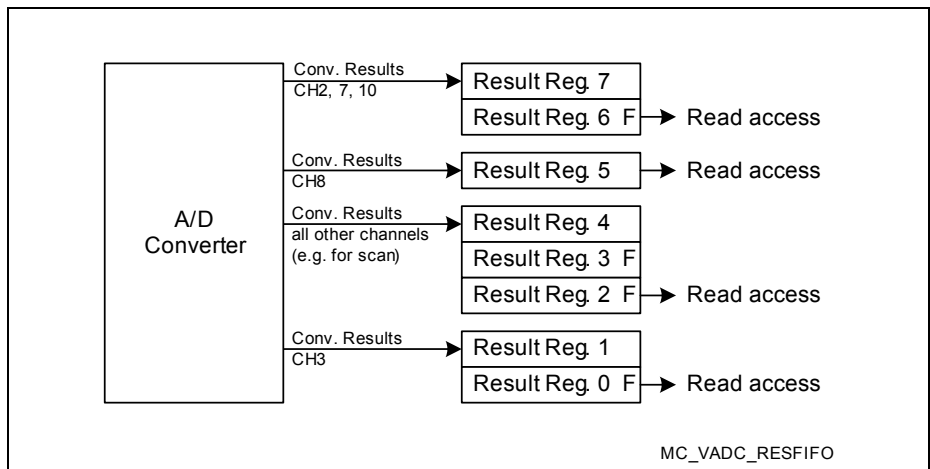 Conv. Results
CH2, 7, 10
Result Reg. 7
Result Reg. 6 F
Read access
Conv. Results
CH8
Result Reg. 5
Read access
A/D
Converter
Conv. Results
all other channels
(e.g. for scan)
Result Reg. 4
Result Reg. 3 F
Result Reg. 2 F
Read access
Conv. Results
CH3
Result Reg. 1
Result Reg. 0 F
Read access
MC_VADC_RESFIFO